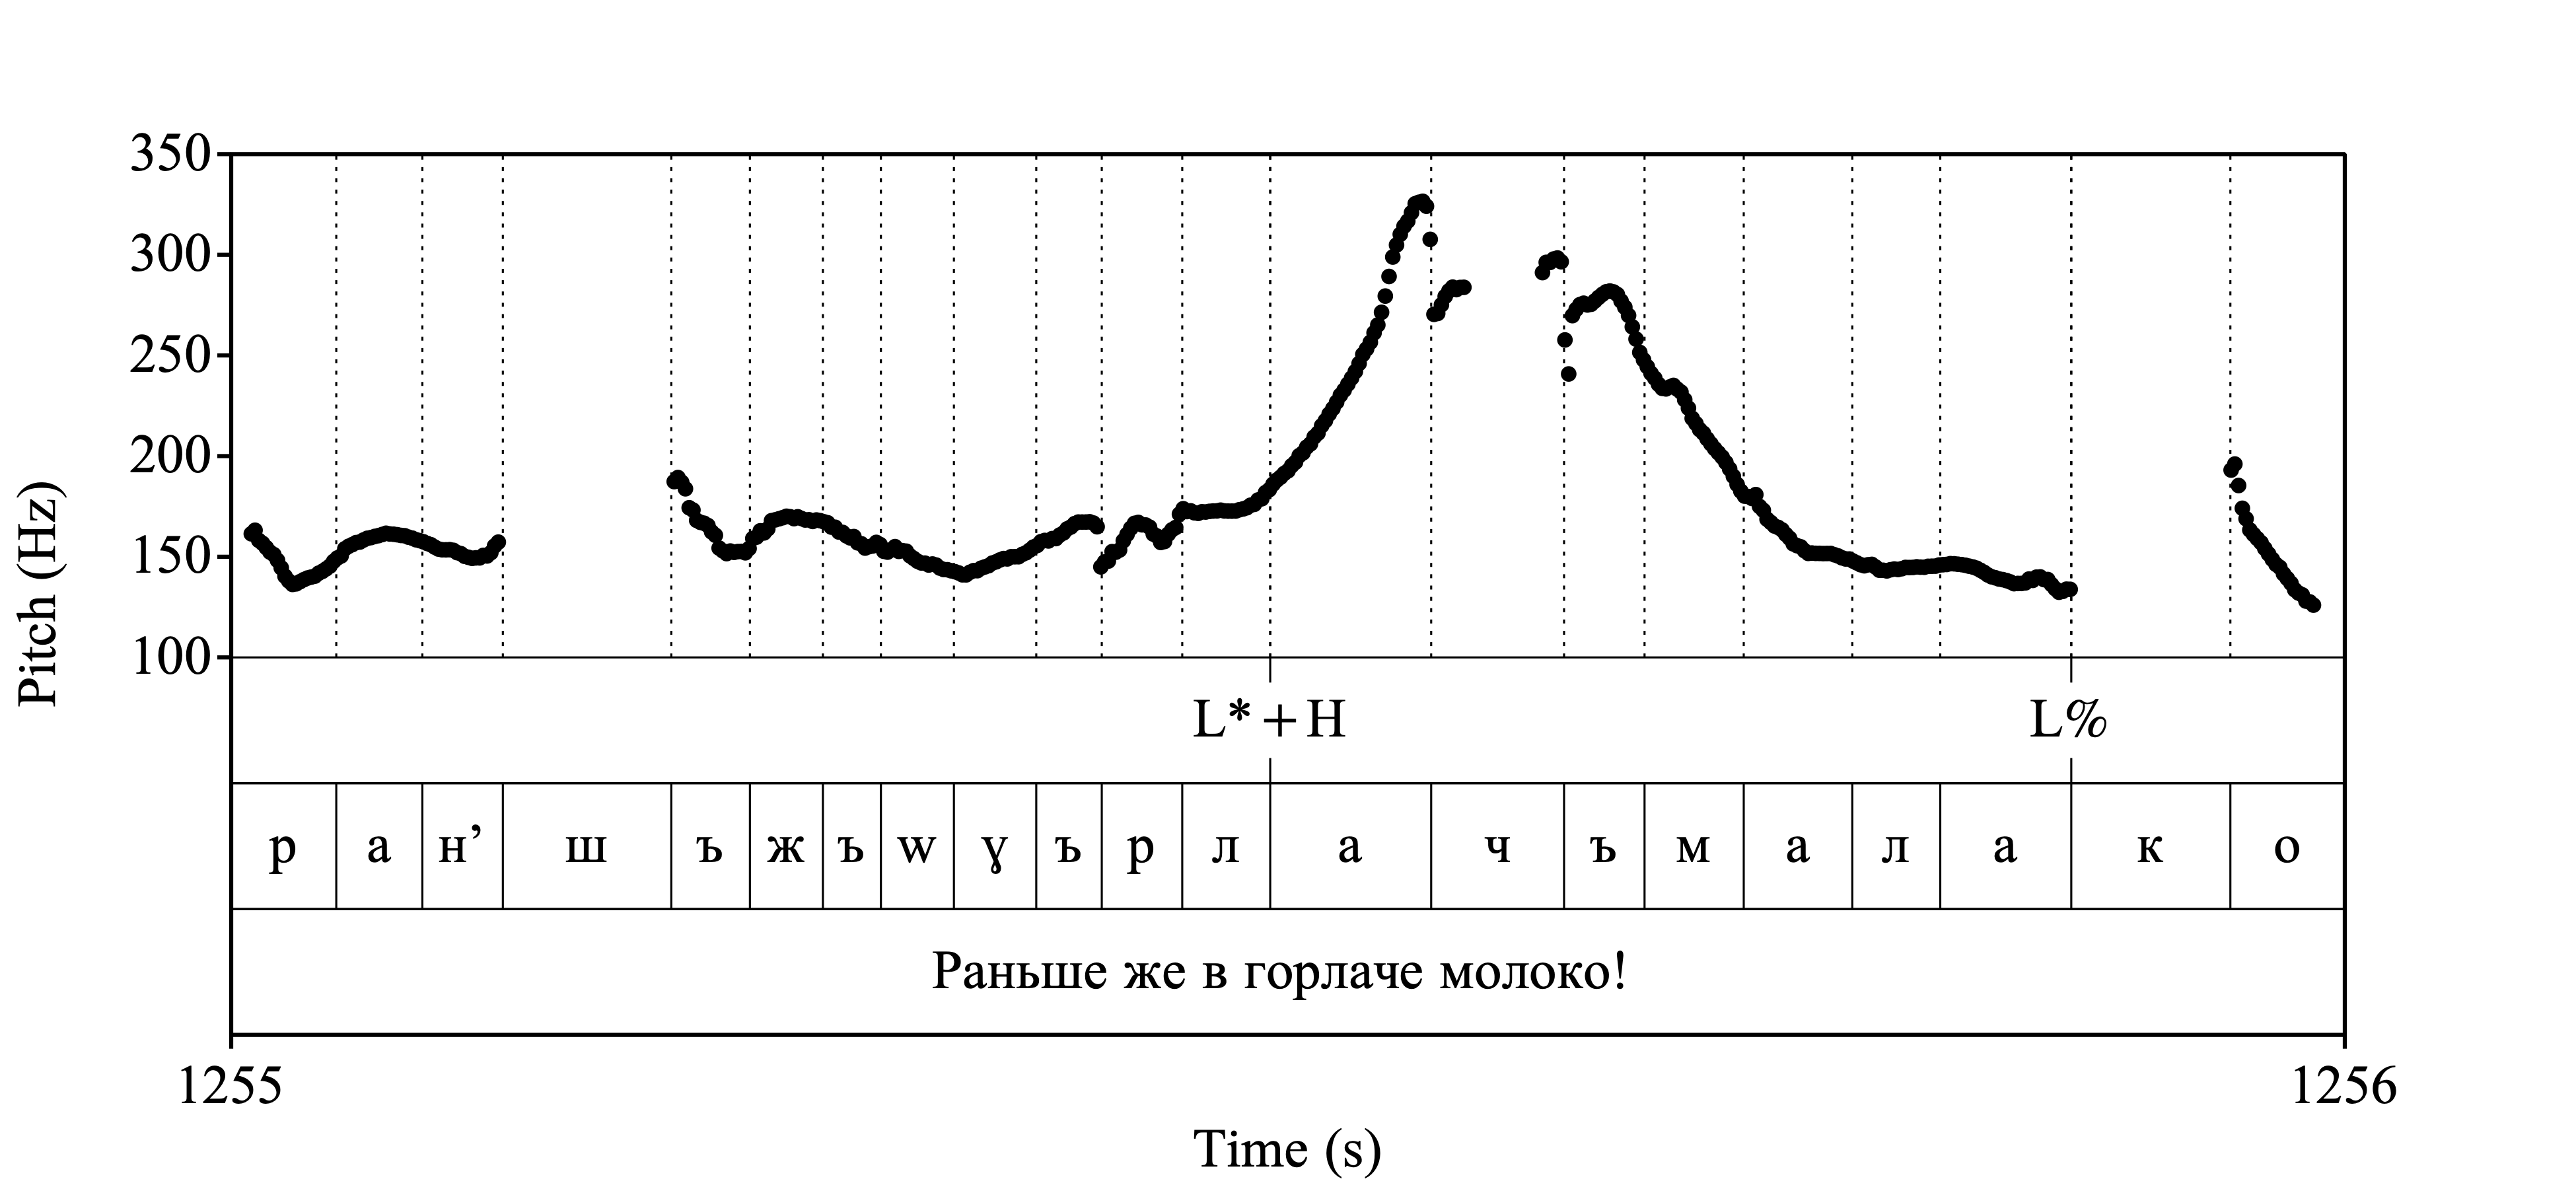 350
300
250
200
150
100
Pitch (Hz)
L* + H L%
р а н’ ш ъ ж ъ w ɣ ъ р л а ч ъ м а л а к о
Раньше же в горлаче молоко!
1255 1256
Time (s)